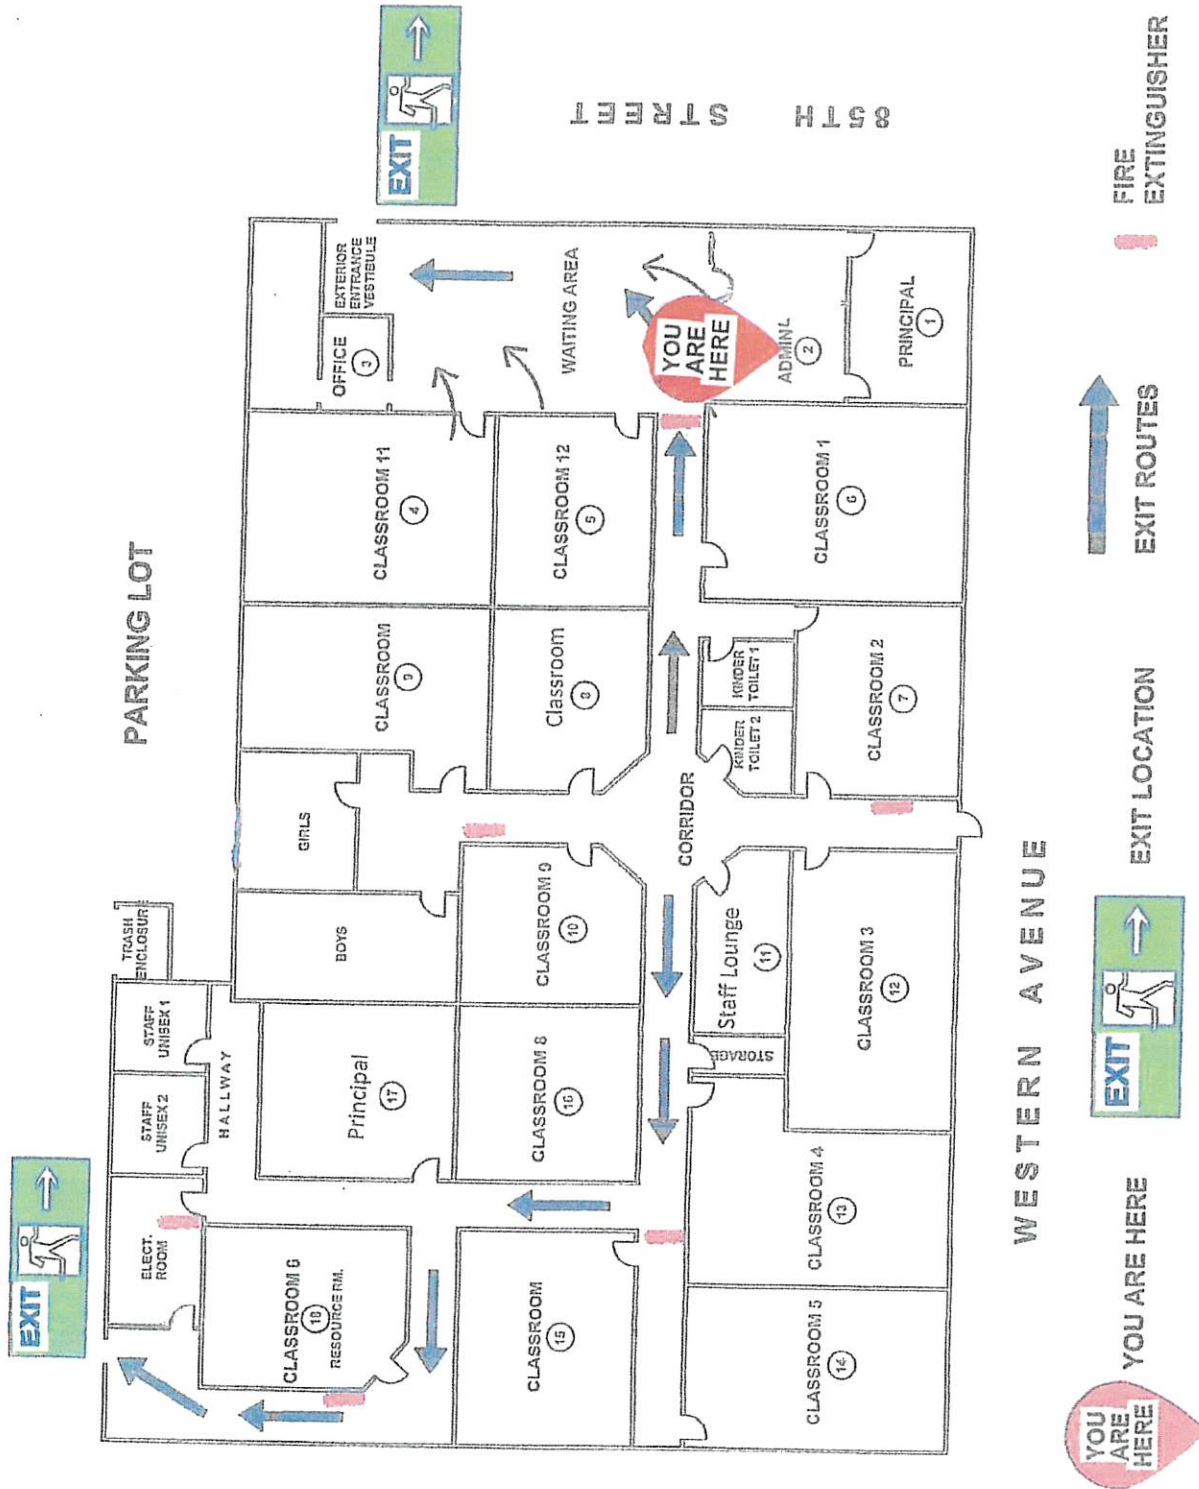 EXIT
PARKING LOT
85TH STREET
TRASH
ENCLOSUR
STAFF
UNISEX 1
STAFF
UNISEX 2
ELECT.
ROOM
HALLWAY
GIRLS
BOYS
Principal
17
CLASSROOM 6
18
RESOURCE RM.
CLASSROOM
9
CLASSROOM 11
4
OFFICE
3
EXTERIOR
ENTRANCE
VESTIBULE
EXIT
WAITING AREA
CLASSROOM
15
CLASSROOM 8
16
CLASSROOM 9
10
Classroom
8
CLASSROOM 12
5
YOU
ARE
HERE
CORRIDOR
STORAGE
Staff Lounge
11
KINDER
TOILET 2
KINDER
TOILET 1
ADMIN\
2
CLASSROOM 5
14
CLASSROOM 4
13
CLASSROOM 3
12
CLASSROOM 2
7
CLASSROOM 1
6
PRINCIPAL
1
WESTERN AVENUE
YOU
ARE
HERE
YOU ARE HERE
EXIT
EXIT LOCATION
EXIT ROUTES
FIRE
EXTINGUISHER